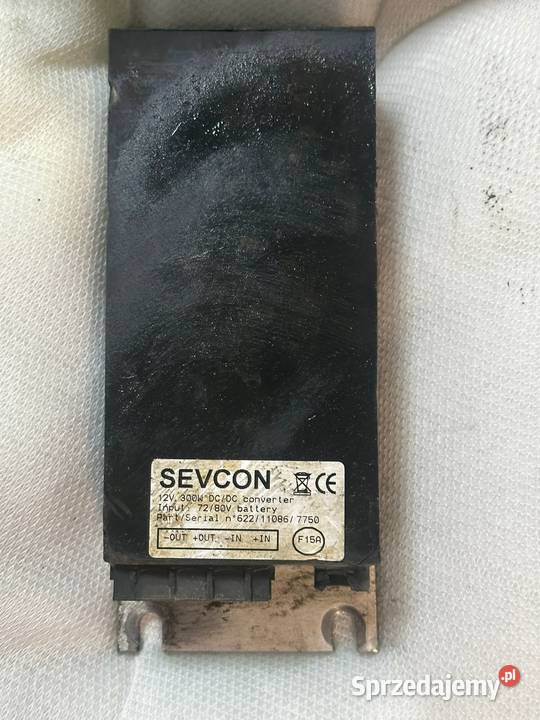 SEVCON
CE
12V, 300W DC/DC converter
Input: 72/80V battery
Part/Serial n°622/11086/7750
-OUT +OUT -IN +IN
F15A
Sprzedajemy.pl